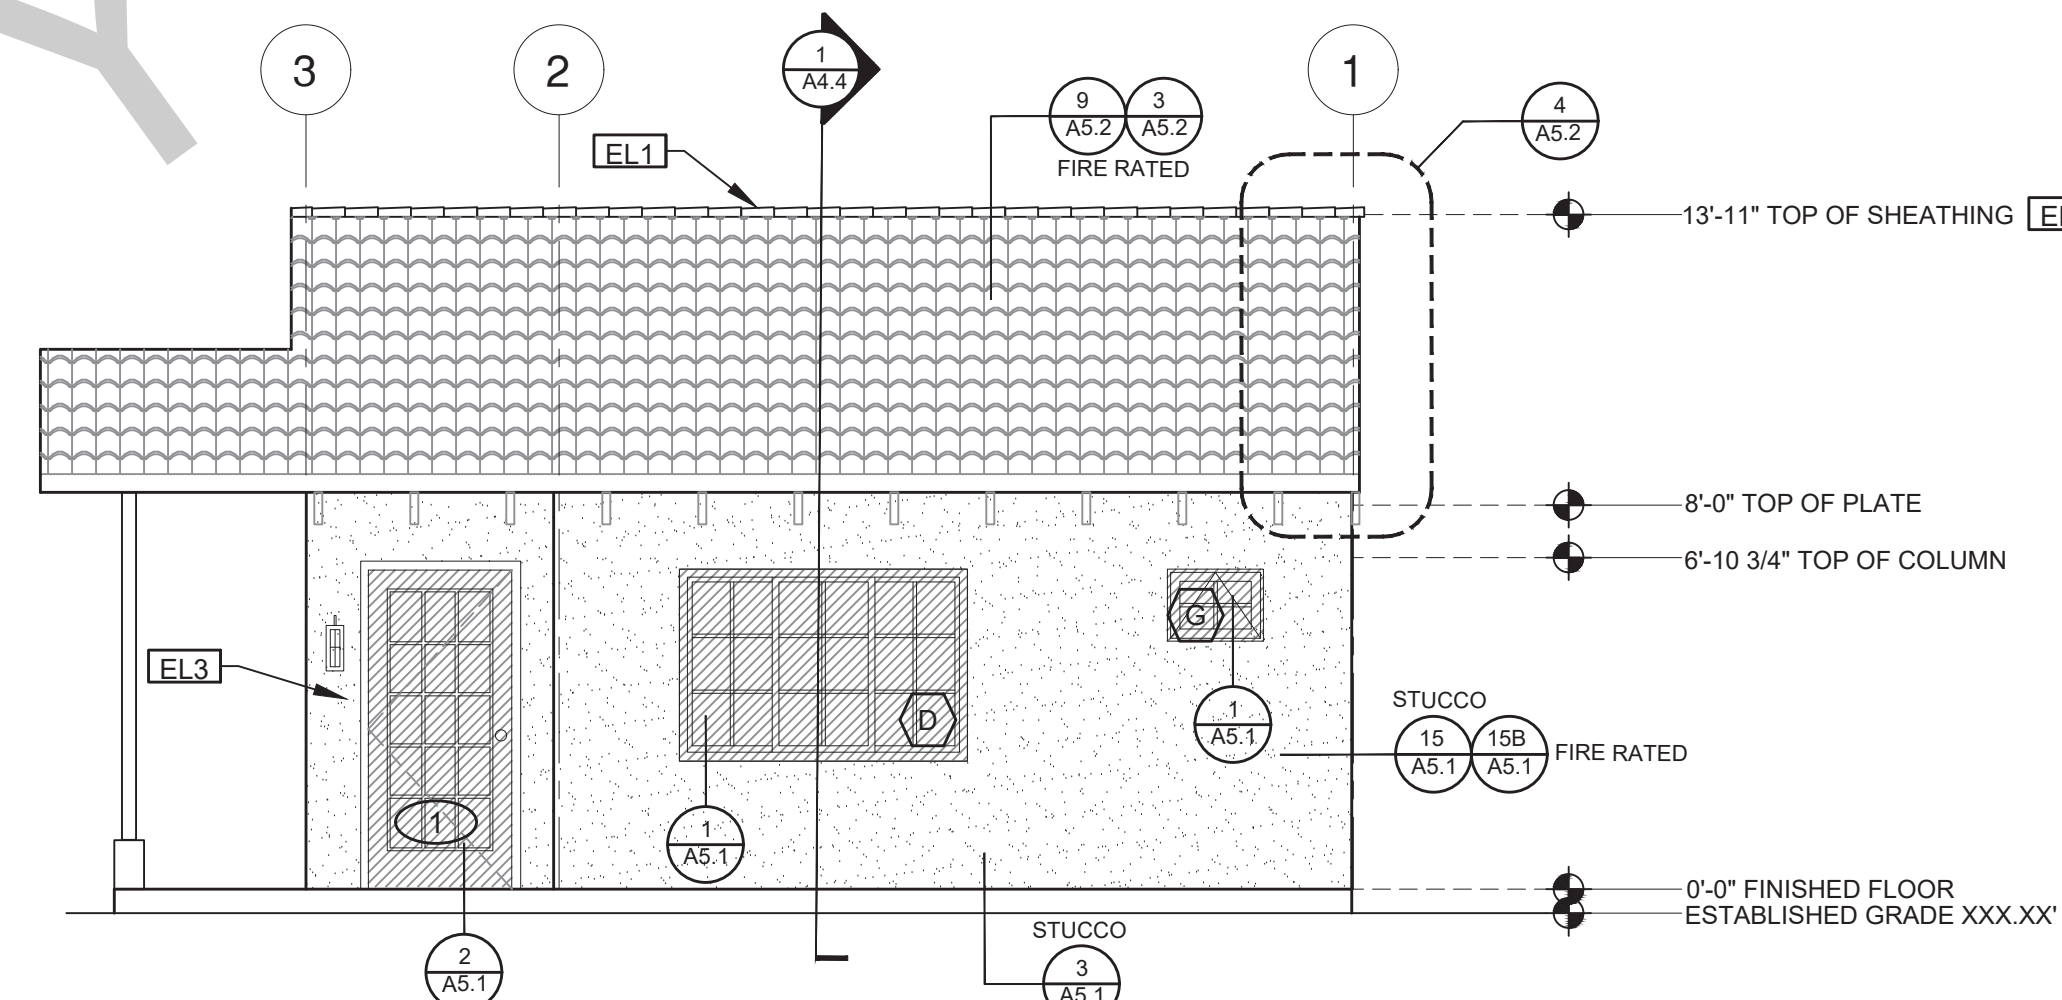 3
2
1
A4.4
1
9
A5.2
3
A5.2
FIRE RATED
4
A5.2
EL1
13'-11" TOP OF SHEATHING
8'-0" TOP OF PLATE
6'-10 3/4" TOP OF COLUMN
EL3
G
D
1
A5.1
STUCCO
15
A5.1
15B
A5.1
FIRE RATED
1
1
A5.1
0'-0" FINISHED FLOOR
ESTABLISHED GRADE XXX.XX'
STUCCO
2
A5.1
3
A5.1